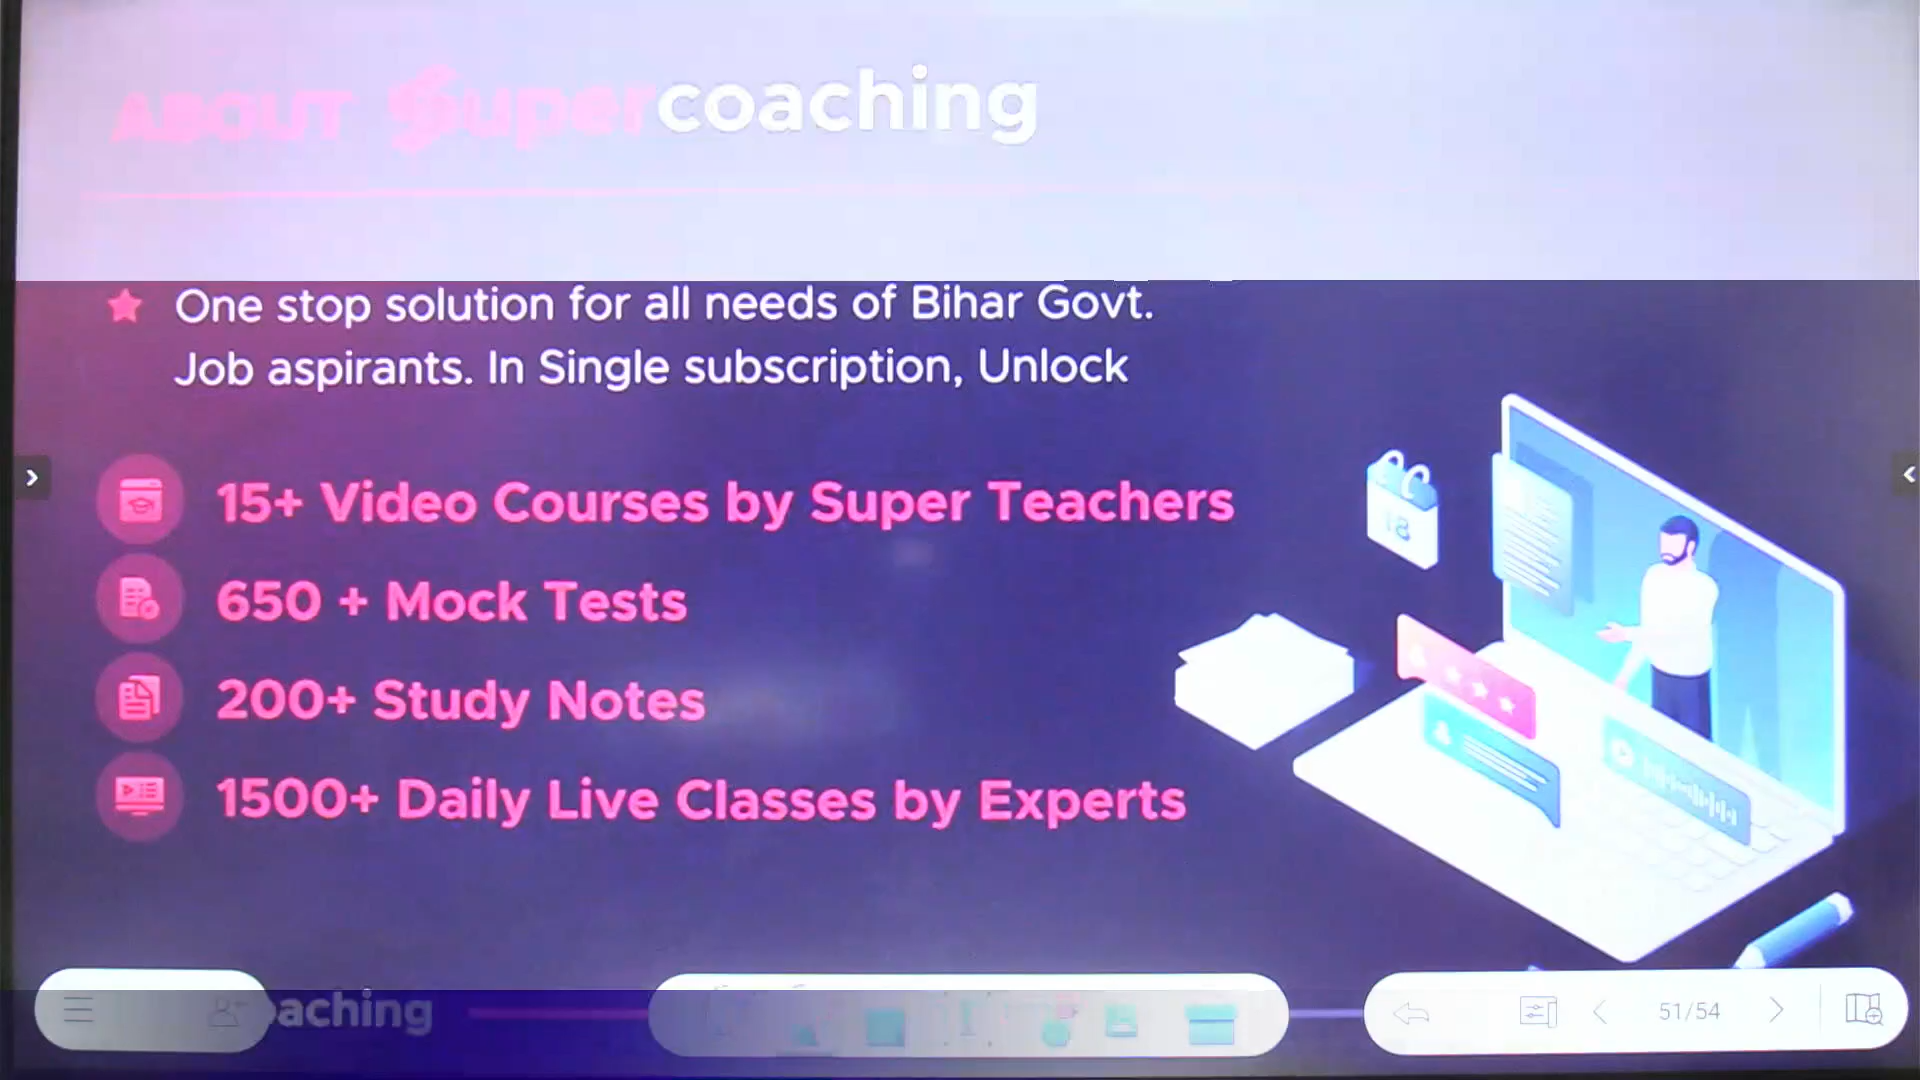 ABOUT Supercoaching
One stop solution for all needs of Bihar Govt.
Job aspirants. In Single subscription, Unlock
15+ Video Courses by Super Teachers
650 + Mock Tests
200+ Study Notes
1500+ Daily Live Classes by Experts
18
aching
51/54